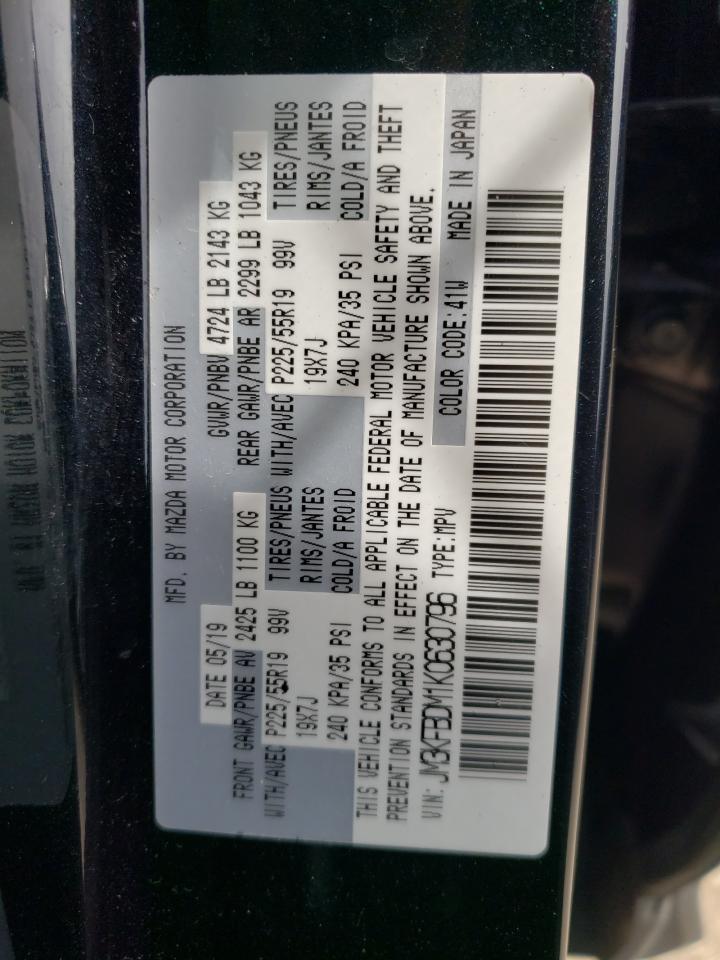 MFD. BY MAZDA MOTOR CORPORATION
DATE 05/19 GVWR/PNBV 4724 LB 2143 KG
FRONT GAWR/PNBE AV 2425 LB 1100 KG REAR GAWR/PNBE AR 2299 LB 1043 KG
WITH/AVEC P225/55R19 99V TIRES/PNEUS WITH/AVEC P225/55R19 99V TIRES/PNEUS
19X7J RIMS/JANTES 19X7J RIMS/JANTES
240 KPA/35 PSI COLD/A FROID 240 KPA/35 PSI COLD/A FROID
THIS VEHICLE CONFORMS TO ALL APPLICABLE FEDERAL MOTOR VEHICLE SAFETY AND THEFT
PREVENTION STANDARDS IN EFFECT ON THE DATE OF MANUFACTURE SHOWN ABOVE.
VIN: JM3KFBDM1K0630796 TYPE:MPV COLOR CODE:41W MADE IN JAPAN